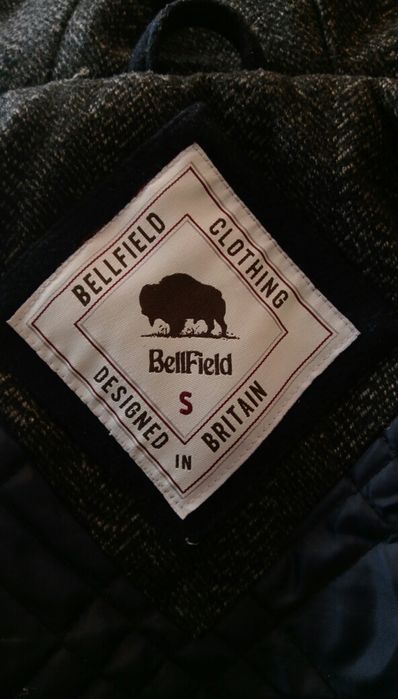 BELLFIELD
CLOTHING
BellField
S
DESIGNED
IN
BRITAIN